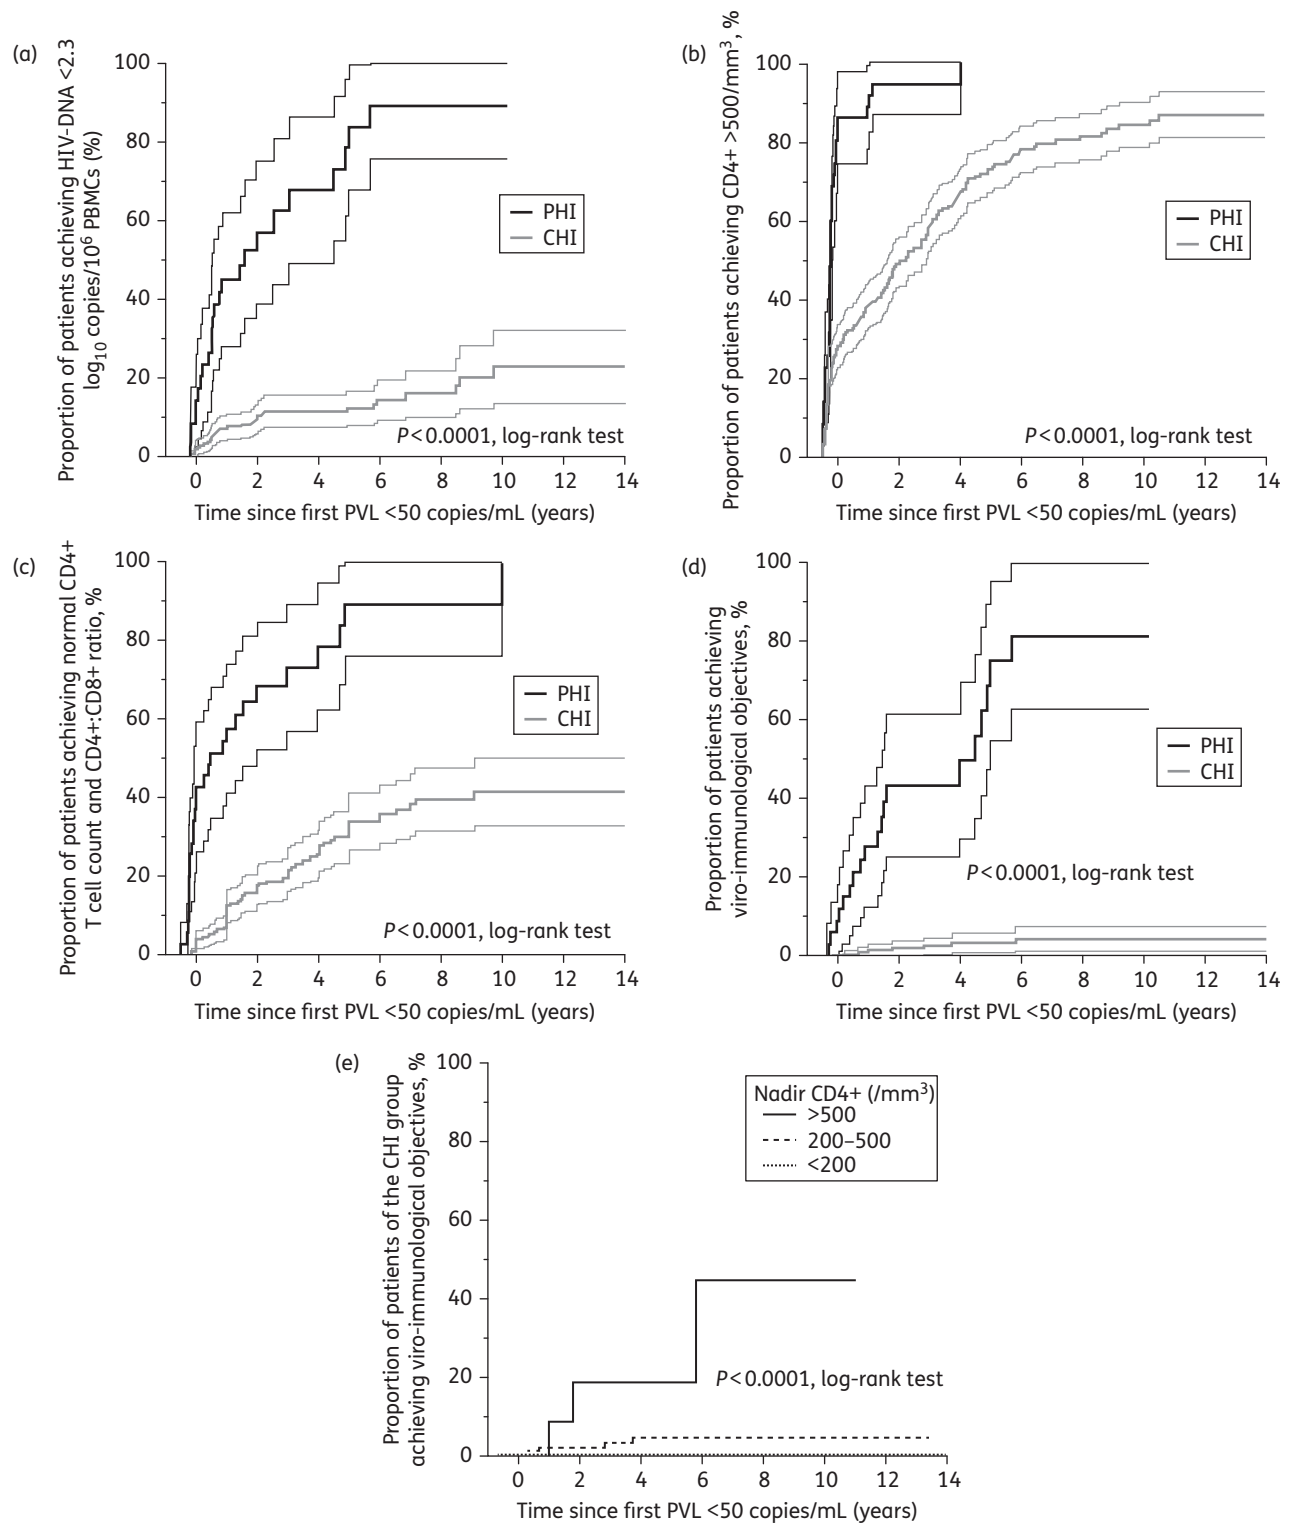 (a)
Proportion of patients achieving HIV-DNA <2.3
log10 copies/10^6 PBMCs (%)
100
80
60
40
20
0
PHI
CHI
P<0.0001, log-rank test
0 2 4 6 8 10 12 14
Time since first PVL <50 copies/mL (years)
(b)
Proportion of patients achieving CD4+ >500/mm³, %
100
80
60
40
20
0
PHI
CHI
P<0.0001, log-rank test
0 2 4 6 8 10 12 14
Time since first PVL <50 copies/mL (years)
(c)
Proportion of patients achieving normal CD4+
T cell count and CD4+:CD8+ ratio, %
100
80
60
40
20
0
PHI
CHI
P<0.0001, log-rank test
0 2 4 6 8 10 12 14
Time since first PVL <50 copies/mL (years)
(d)
Proportion of patients achieving
viro-immunological objectives, %
100
80
60
40
20
0
PHI
CHI
P<0.0001, log-rank test
0 2 4 6 8 10 12 14
Time since first PVL <50 copies/mL (years)
(e)
Proportion of patients of the CHI group
achieving viro-immunological objectives, %
100
80
60
40
20
0
Nadir CD4+ (/mm³)
>500
200–500
<200
P<0.0001, log-rank test
0 2 4 6 8 10 12 14
Time since first PVL <50 copies/mL (years)